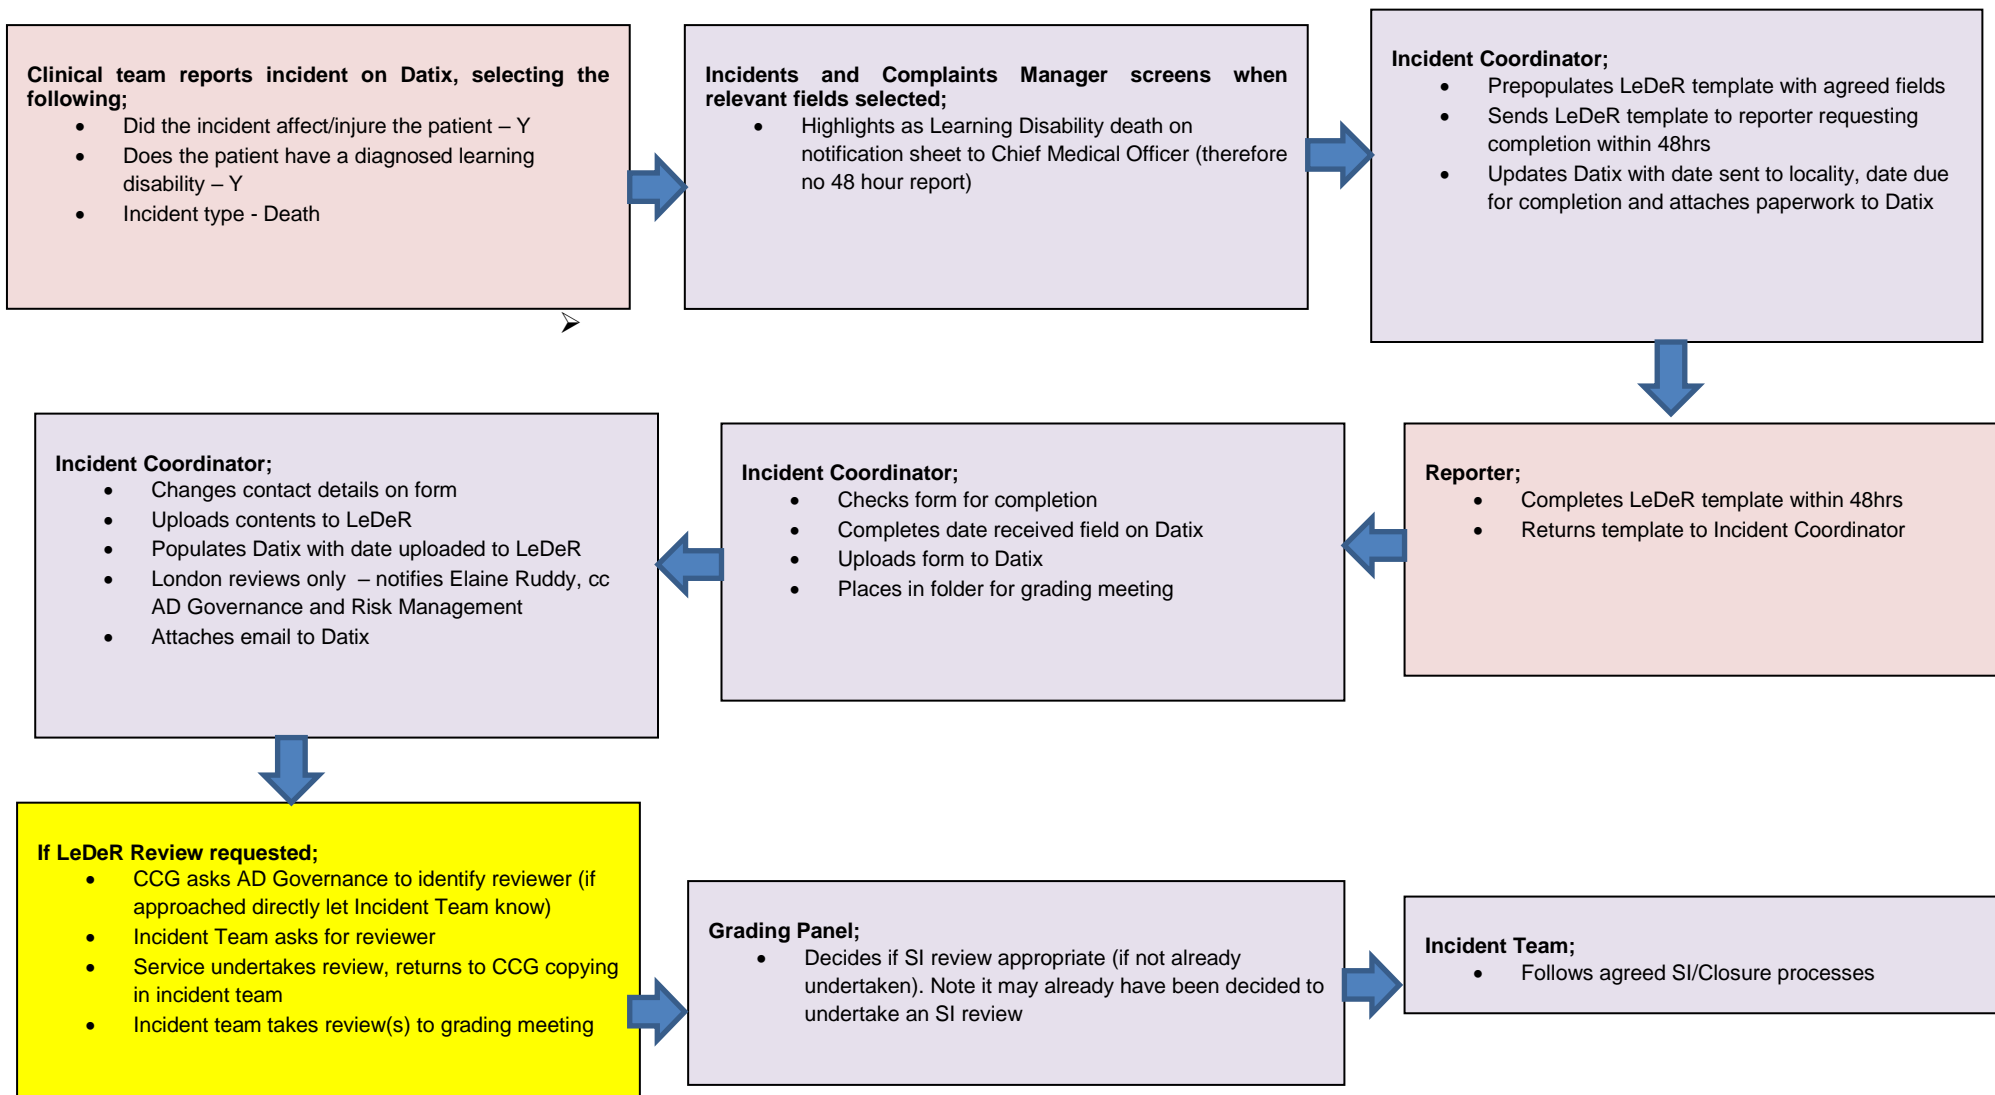 Clinical team reports incident on Datix, selecting the
following;
• Did the incident affect/injure the patient – Y
• Does the patient have a diagnosed learning
disability – Y
• Incident type - Death
➢
Incidents and Complaints Manager screens when
relevant fields selected;
• Highlights as Learning Disability death on
notification sheet to Chief Medical Officer (therefore
no 48 hour report)
Incident Coordinator;
• Prepopulates LeDeR template with agreed fields
• Sends LeDeR template to reporter requesting
completion within 48hrs
• Updates Datix with date sent to locality, date due
for completion and attaches paperwork to Datix
Reporter;
• Completes LeDeR template within 48hrs
• Returns template to Incident Coordinator
Incident Coordinator;
• Checks form for completion
• Completes date received field on Datix
• Uploads form to Datix
• Places in folder for grading meeting
Incident Coordinator;
• Changes contact details on form
• Uploads contents to LeDeR
• Populates Datix with date uploaded to LeDeR
• London reviews only – notifies Elaine Ruddy, cc
AD Governance and Risk Management
• Attaches email to Datix
If LeDeR Review requested;
• CCG asks AD Governance to identify reviewer (if
approached directly let Incident Team know)
• Incident Team asks for reviewer
• Service undertakes review, returns to CCG copying
in incident team
• Incident team takes review(s) to grading meeting
Grading Panel;
• Decides if SI review appropriate (if not already
undertaken). Note it may already have been decided to
undertake an SI review
Incident Team;
• Follows agreed SI/Closure processes